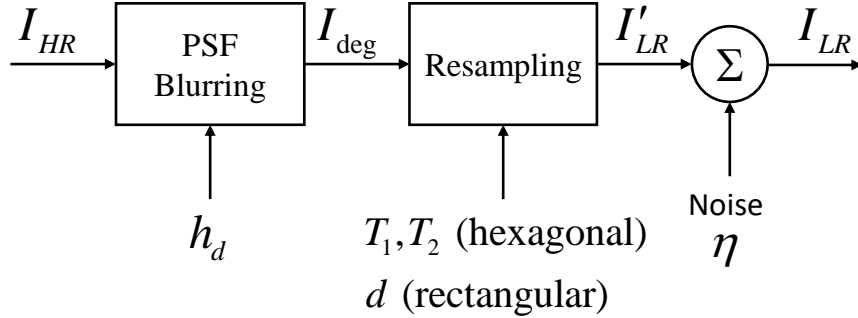 I_HR
PSF
Blurring
I_deg
Resampling
I'_LR
Σ
I_LR
h_d
T_1, T_2 (hexagonal)
d (rectangular)
Noise
η